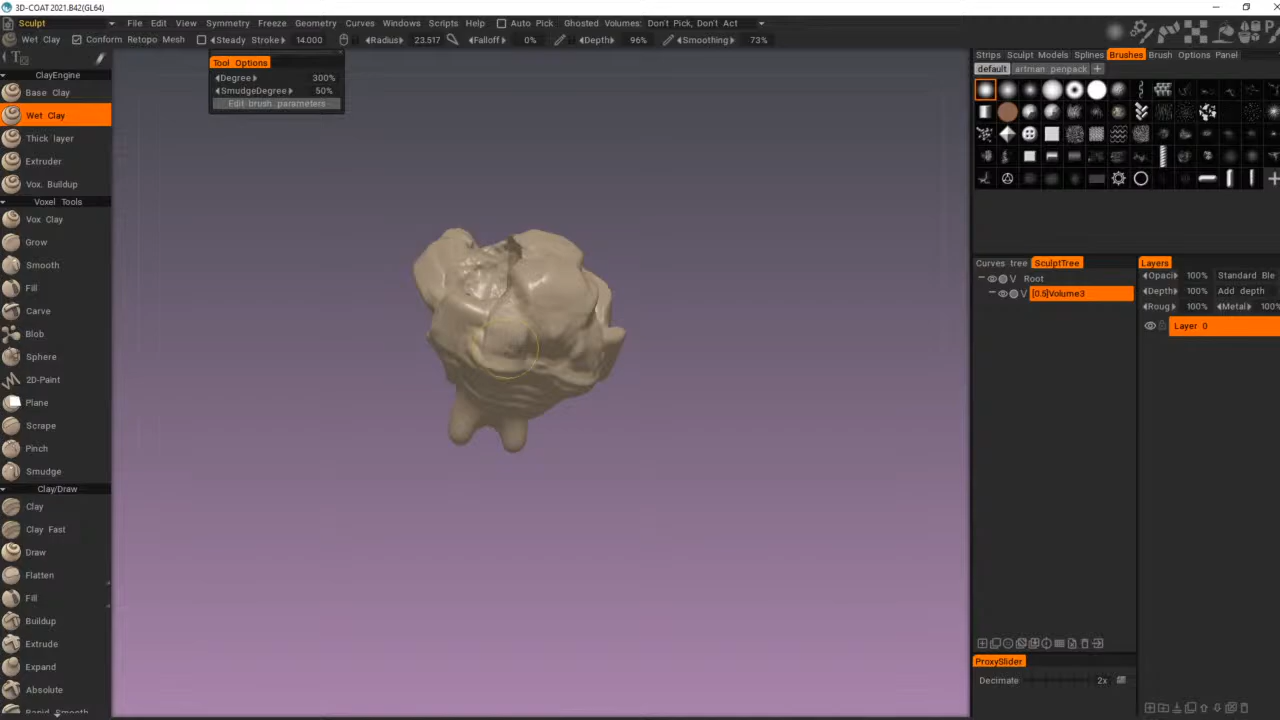 3D-COAT 2021.B42(GL64)
Sculpt File Edit View Symmetry Freeze Geometry Curves Windows Scripts Help Auto Pick Ghosted Volumes: Don't Pick, Don't Act
Wet Clay Conform Retopo Mesh Steady Stroke 14.000 Radius 23.517 Falloff 0% Depth 96% Smoothing 73%
Tool Options
Degree 300%
SmudgeDegree 50%
Edit brush parameters
ClayEngine
Base Clay
Wet Clay
Thick layer
Extruder
Vox. Buildup
Voxel Tools
Vox Clay
Grow
Smooth
Fill
Carve
Blob
Sphere
2D-Paint
Plane
Scrape
Pinch
Smudge
Clay/Draw
Clay
Clay Fast
Draw
Flatten
Fill
Buildup
Extrude
Expand
Absolute
Rapid Smooth
Strips Sculpt Models Splines Brushes Brush Options Panel
default artman penpack +
Curves tree SculptTree
Root
V [0.5]Volume3
Layers
Opaci 100% Standard Ble
Depth 100% Add depth
Roug 100% Metal 100%
Layer 0
ProxySlider
Decimate 2x